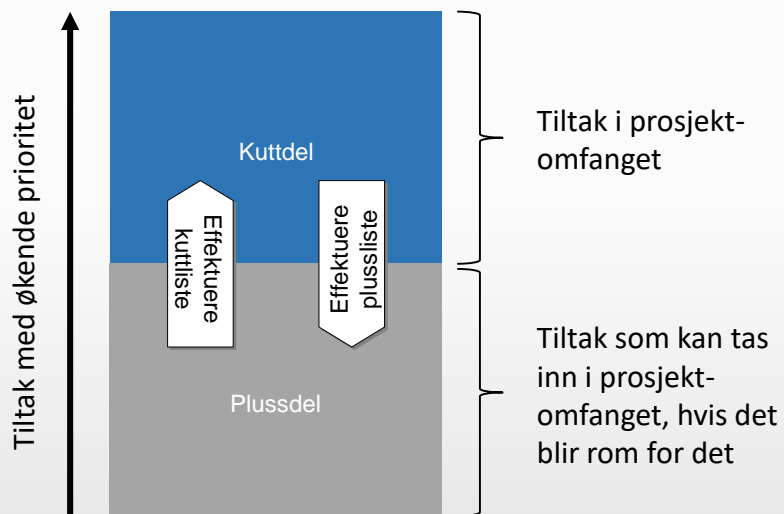 Tiltak med økende prioritet
Kuttdel
Effektuere
kuttliste
Effektuere
plussliste
Plussdel
Tiltak i prosjekt-
omfanget
Tiltak som kan tas
inn i prosjekt-
omfanget, hvis det
blir rom for det